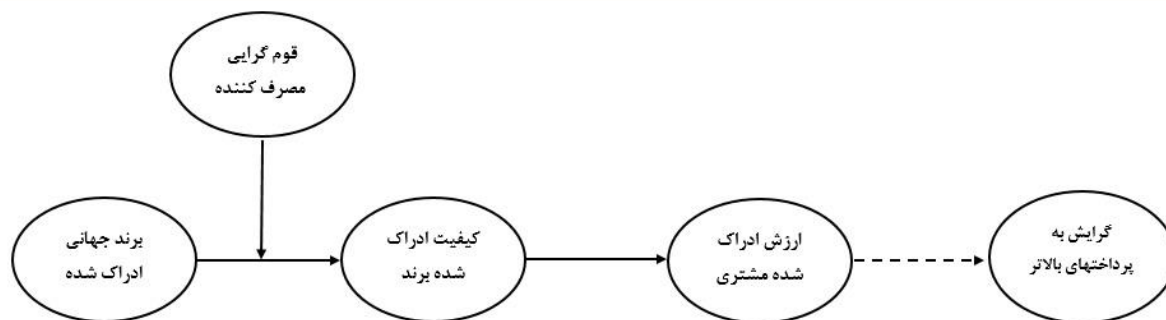 قوم گرایی
مصرف کننده
برند جهانی
ادراک شده
کیفیت ادراک
شده برند
ارزش ادراک
شده مشتری
گرایش به
پرداختهای بالاتر